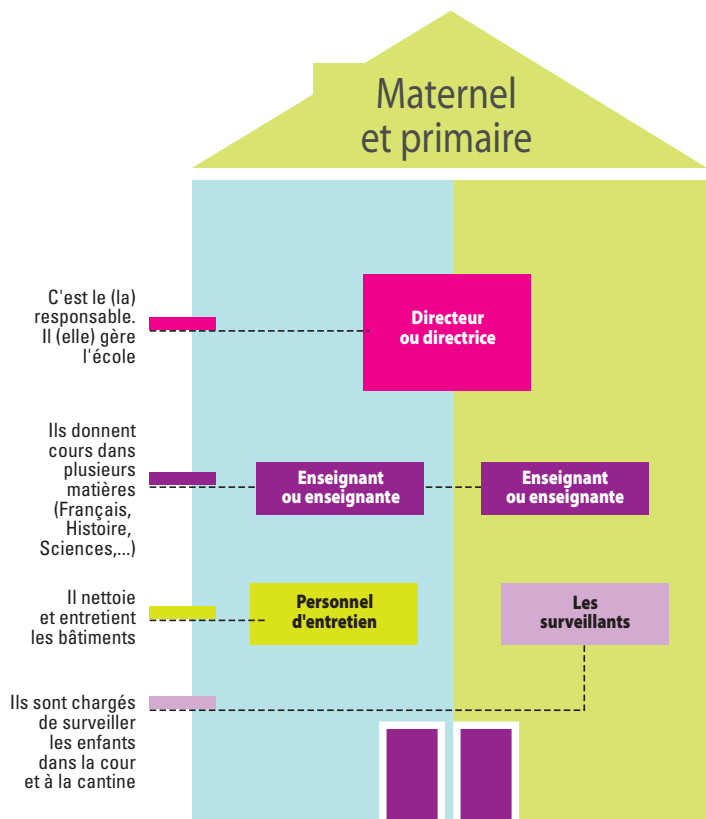 Maternel
et primaire
C'est le (la)
responsable.
Il (elle) gère
l'école
Directeur
ou directrice
Ils donnent
cours dans
plusieurs
matières
(Français,
Histoire,
Sciences,...)
Enseignant
ou enseignante
Enseignant
ou enseignante
Il nettoie
et entretient
les bâtiments
Personnel
d'entretien
Les
surveillants
Ils sont chargés
de surveiller
les enfants
dans la cour
et à la cantine